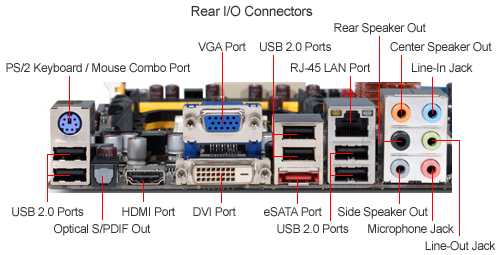 Rear I/O Connectors
Rear Speaker Out
VGA Port
USB 2.0 Ports
Center Speaker Out
PS/2 Keyboard / Mouse Combo Port
RJ-45 LAN Port
Line-In Jack
USB 2.0 Ports
HDMI Port
DVI Port
eSATA Port
Side Speaker Out
Optical S/PDIF Out
USB 2.0 Ports
Microphone Jack
Line-Out Jack